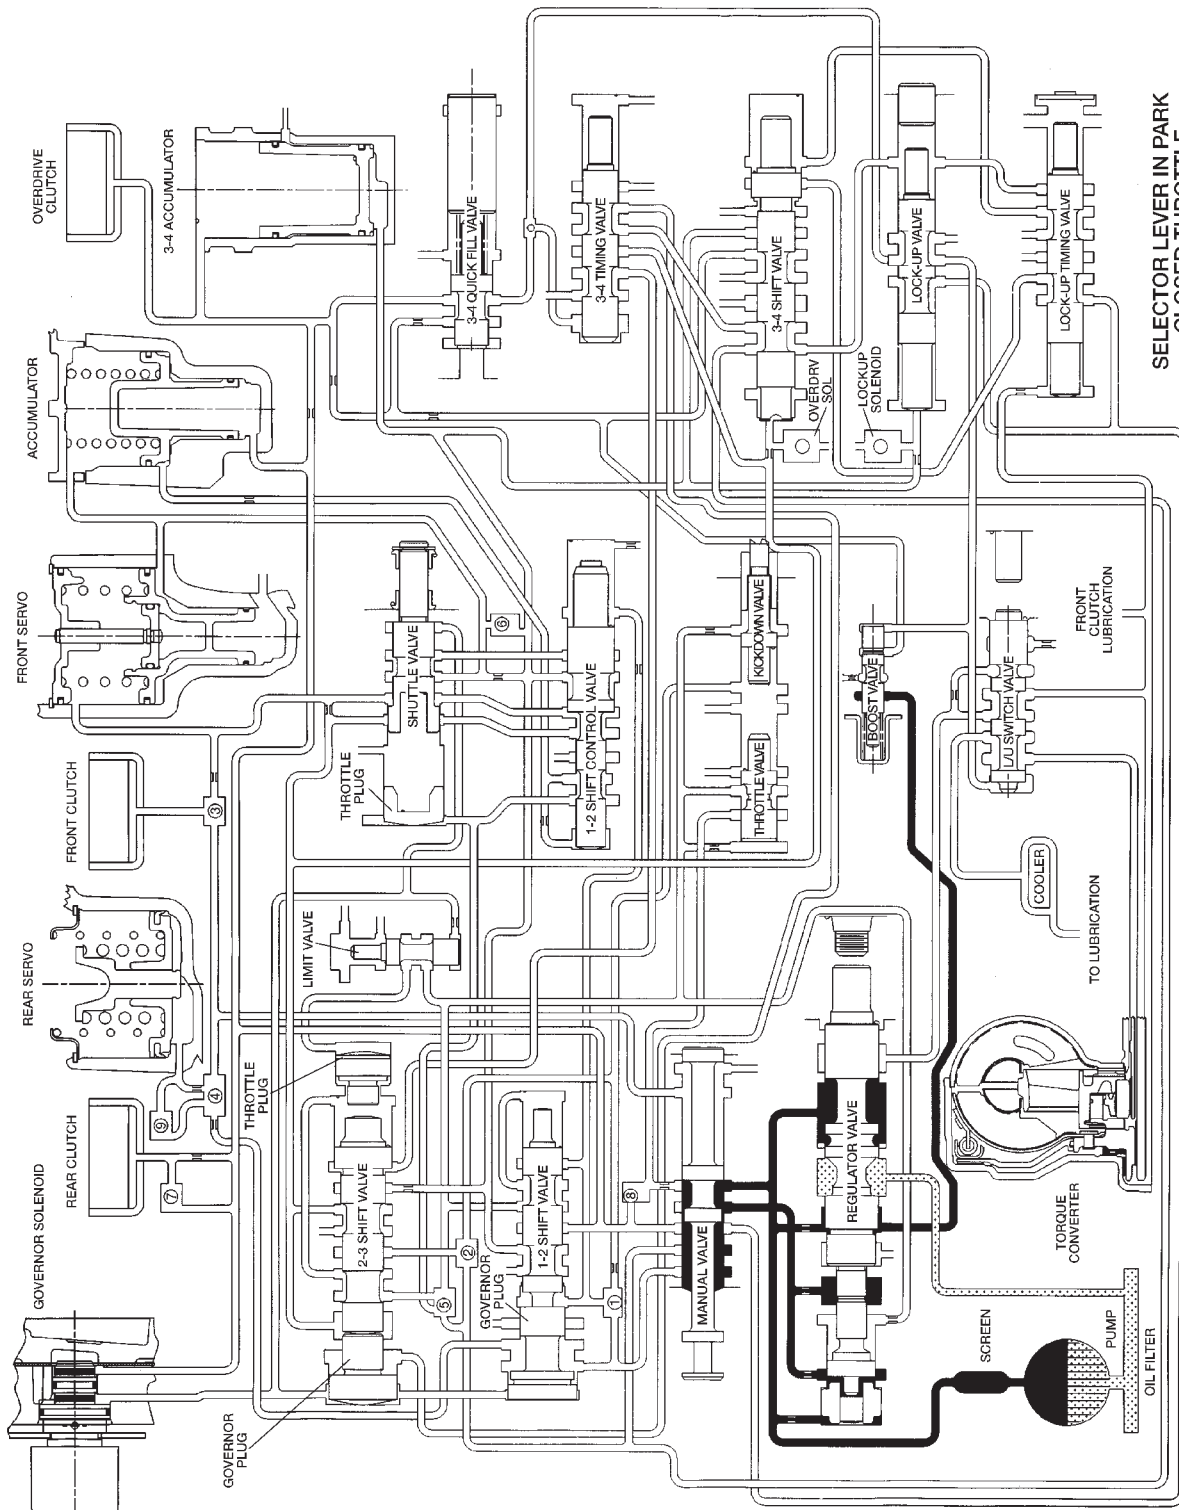 OVERDRIVE
CLUTCH
3-4 ACCUMULATOR
3-4 QUICK FILL VALVE
3-4 TIMING VALVE
3-4 SHIFT VALVE
LOCK-UP VALVE
LOCK-UP TIMING VALVE
SELECTOR LEVER IN PARK
CLOSED THROTTLE
ACCUMULATOR
OVERDRV
SOL
LOCKUP
SOLENOID
FRONT SERVO
SHUTTLE VALVE
6
1-2 SHIFT CONTROL VALVE
KICKDOWN VALVE
THROTTLE VALVE
BOOST VALVE
L/U SWITCH VALVE
FRONT
CLUTCH
LUBRICATION
FRONT CLUTCH
3
THROTTLE
PLUG
COOLER
TO LUBRICATION
REAR SERVO
LIMIT VALVE
REAR CLUTCH
9
4
7
THROTTLE
PLUG
2-3 SHIFT VALVE
2
5
1-2 SHIFT VALVE
GOVERNOR
PLUG
8
1
MANUAL VALVE
REGULATOR VALVE
TORQUE
CONVERTER
GOVERNOR SOLENOID
GOVERNOR
PLUG
SCREEN
PUMP
OIL FILTER